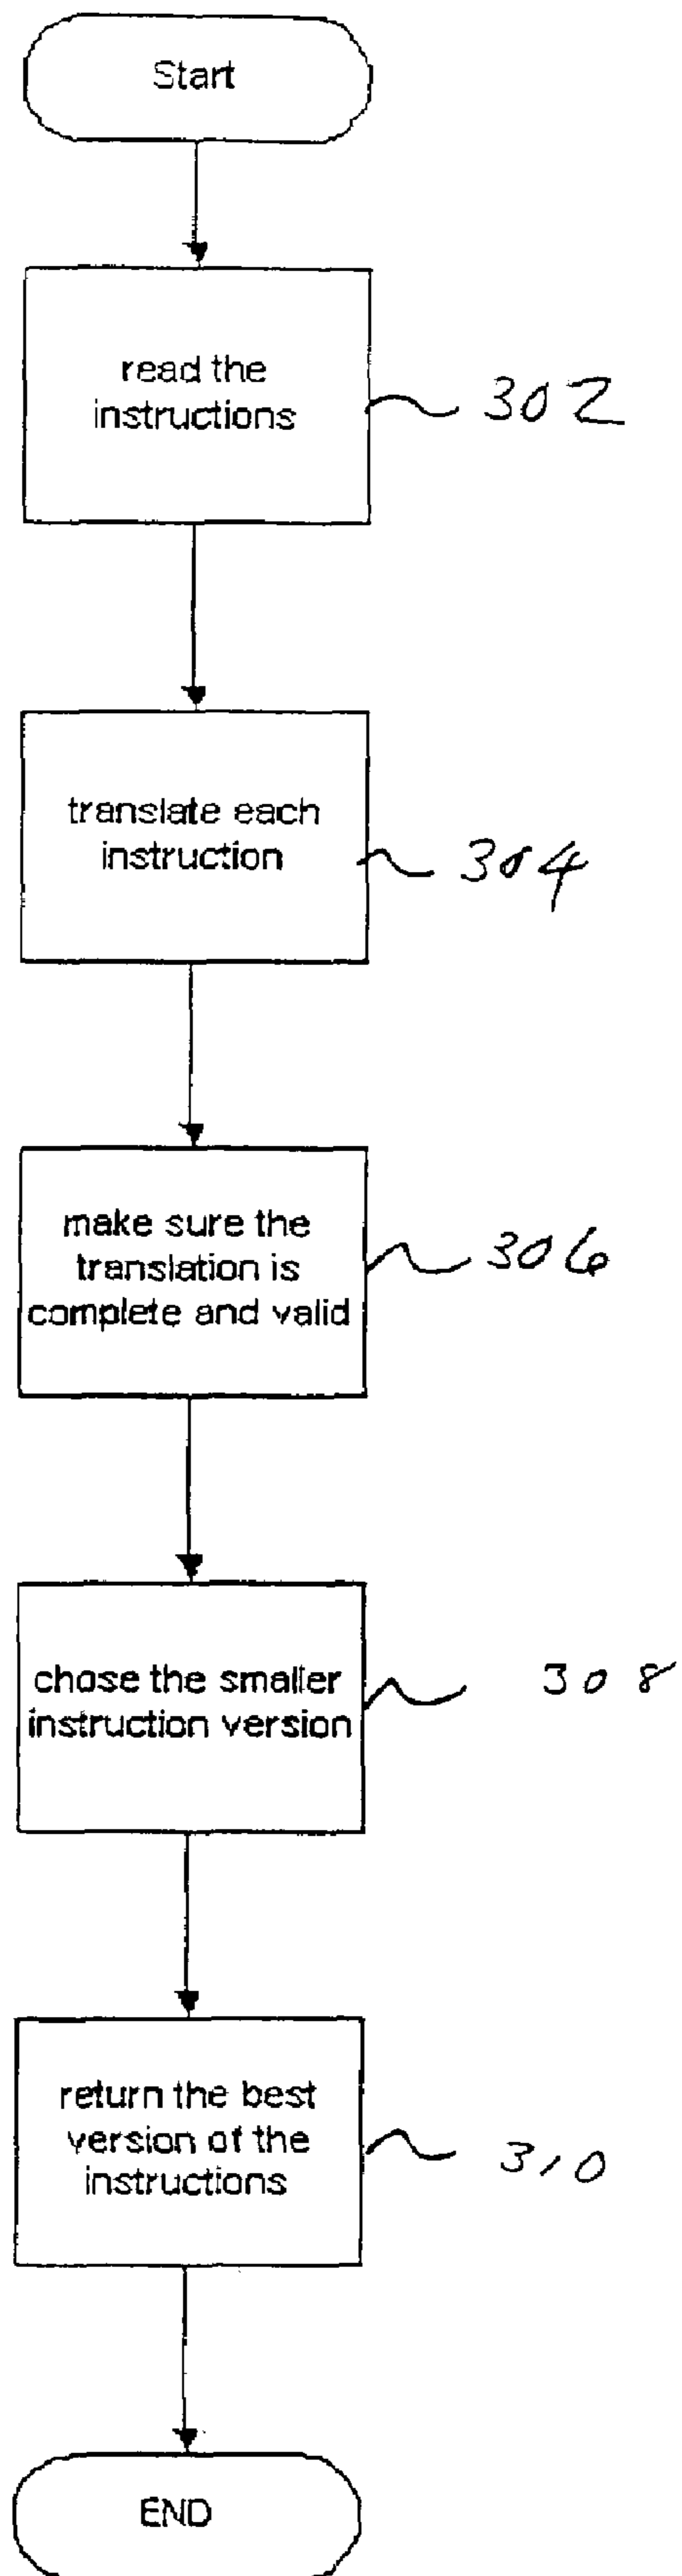 Start
read the
instructions
302
translate each
instruction
304
make sure the
translation is
complete and valid
306
chose the smaller
instruction version
308
return the best
version of the
instructions
310
END